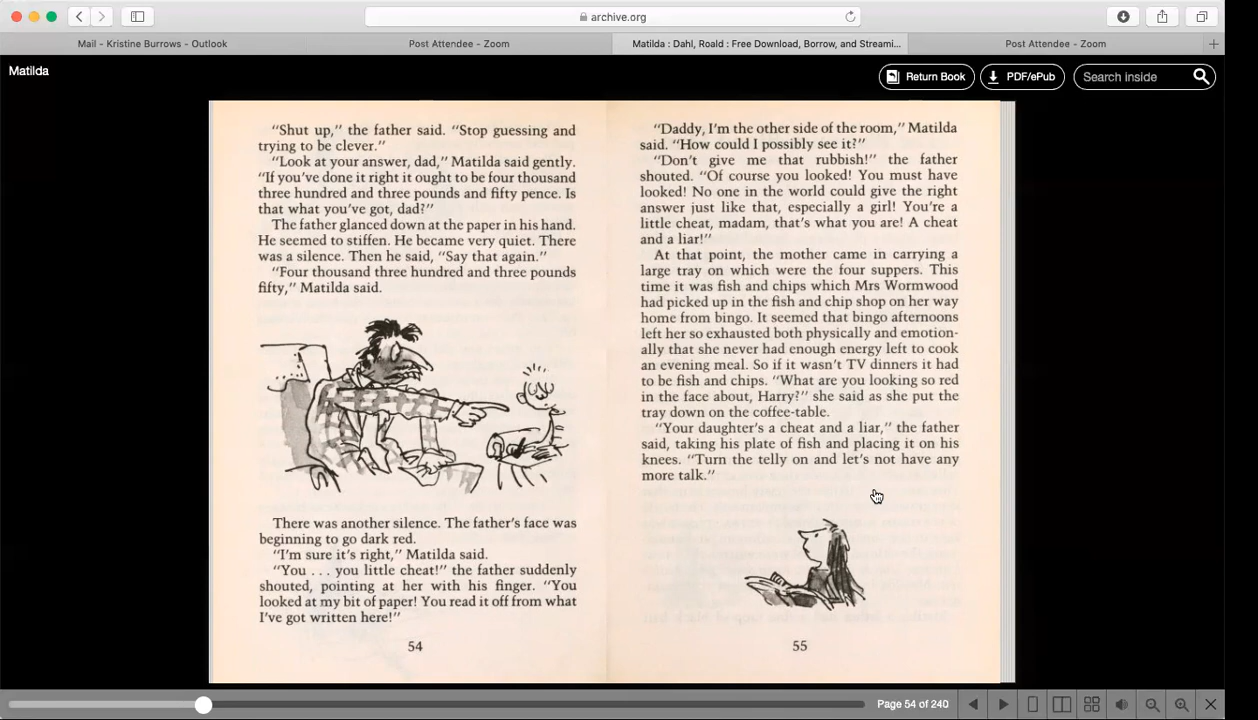 archive.org
Mail - Kristine Burrows - Outlook
Post Attendee - Zoom
Matilda : Dahl, Roald : Free Download, Borrow, and Streami...
Post Attendee - Zoom
Matilda
Return Book
PDF/ePub
Search inside
“Shut up,” the father said. “Stop guessing and
trying to be clever.”
“Look at your answer, dad,” Matilda said gently.
“If you’ve done it right it ought to be four thousand
three hundred and three pounds and fifty pence. Is
that what you’ve got, dad?”
The father glanced down at the paper in his hand.
He seemed to stiffen. He became very quiet. There
was a silence. Then he said, “Say that again.”
“Four thousand three hundred and three pounds
fifty,” Matilda said.
There was another silence. The father’s face was
beginning to go dark red.
“I’m sure it’s right,” Matilda said.
“You . . . you little cheat!” the father suddenly
shouted, pointing at her with his finger. “You
looked at my bit of paper! You read it off from what
I’ve got written here!”
54
“Daddy, I’m the other side of the room,” Matilda
said. “How could I possibly see it?”
“Don’t give me that rubbish!” the father
shouted. “Of course you looked! You must have
looked! No one in the world could give the right
answer just like that, especially a girl! You’re a
little cheat, madam, that’s what you are! A cheat
and a liar!”
At that point, the mother came in carrying a
large tray on which were the four suppers. This
time it was fish and chips which Mrs Wormwood
had picked up in the fish and chip shop on her way
home from bingo. It seemed that bingo afternoons
left her so exhausted both physically and emotion-
ally that she never had enough energy left to cook
an evening meal. So if it wasn’t TV dinners it had
to be fish and chips. “What are you looking so red
in the face about, Harry?” she said as she put the
tray down on the coffee-table.
“Your daughter’s a cheat and a liar,” the father
said, taking his plate of fish and placing it on his
knees. “Turn the telly on and let’s not have any
more talk.”
55
Page 54 of 240